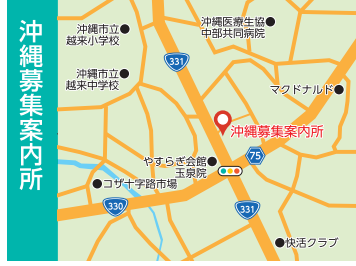 沖縄募集案内所
沖縄市立
越来小学校
沖縄医療生協
中部共同病院
331
沖縄市立
越来中学校
マクドナルド
沖縄募集案内所
75
やすらぎ会館
玉泉院
コザ十字路市場
330
331
快活クラブ